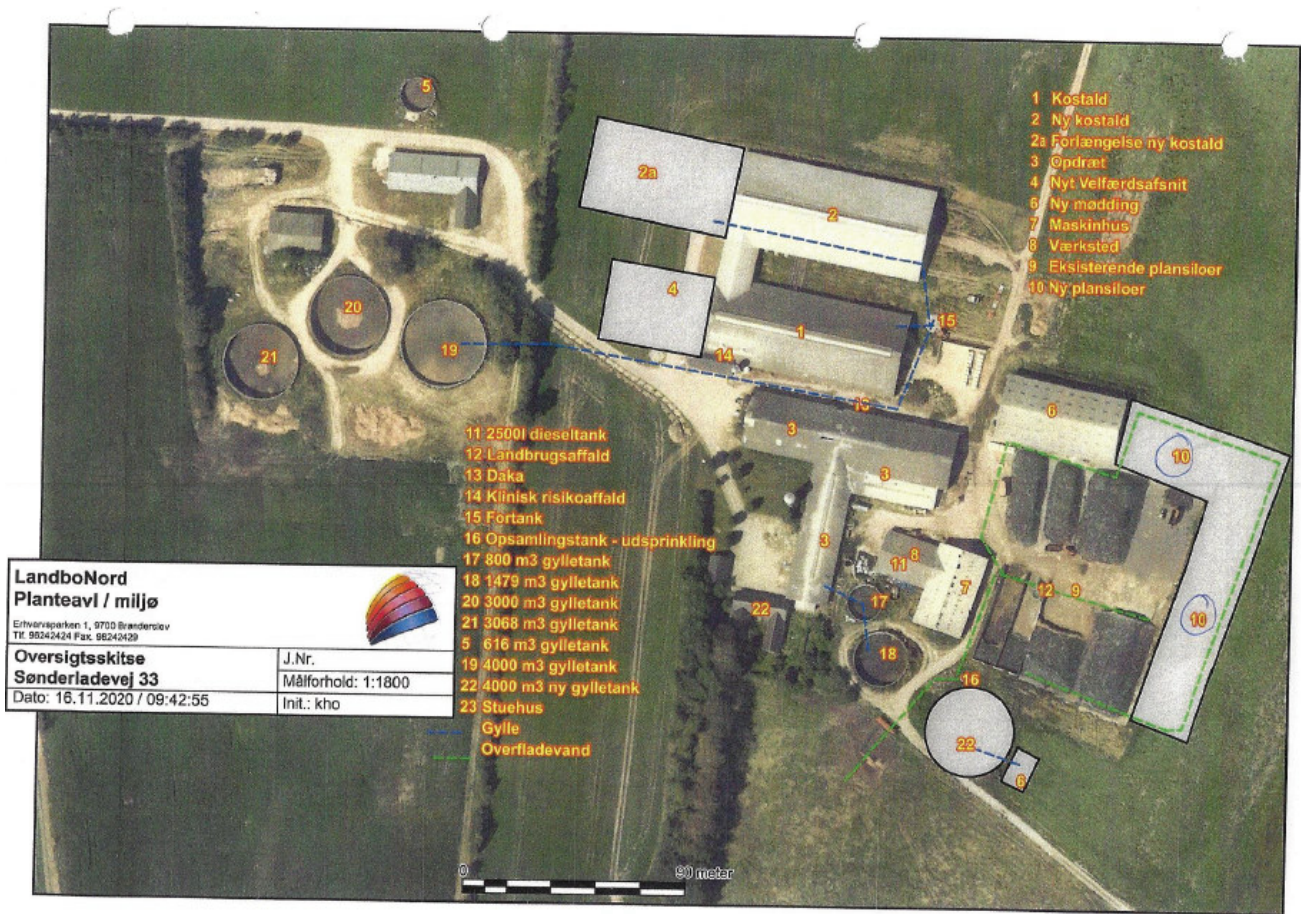 5
2a
2
4
1
15
14
20
19
21
13
3
3
3
6
10
8
11
7
17
12
9
10
22
18
16
22
6
1 Kostald
2 Ny kostald
2a Forlængelse ny kostald
3 Opdræt
4 Nyt Velfærdsafsnit
6 Ny mødding
7 Maskinhus
8 Værksted
9 Eksisterende plansiloer
10 Ny plansiloer
11 2500l dieseltank
12 Landbrugsaffald
13 Daka
14 Klinisk risikoaffald
15 Fortank
16 Opsamlingstank - udsprinkling
17 800 m3 gylletank
18 1479 m3 gylletank
20 3000 m3 gylletank
21 3068 m3 gylletank
5 616 m3 gylletank
19 4000 m3 gylletank
22 4000 m3 ny gylletank
23 Stuehus
Gylle
Overfladevand
LandboNord
Planteavl / miljø
Erhvervsparken 1, 9700 Brønderslev
Tlf. 96242424 Fax. 98242429
Oversigtsskitse
Sønderladevej 33
Dato: 16.11.2020 / 09:42:55
J.Nr.
Målforhold: 1:1800
Init.: kho
0
90 meter